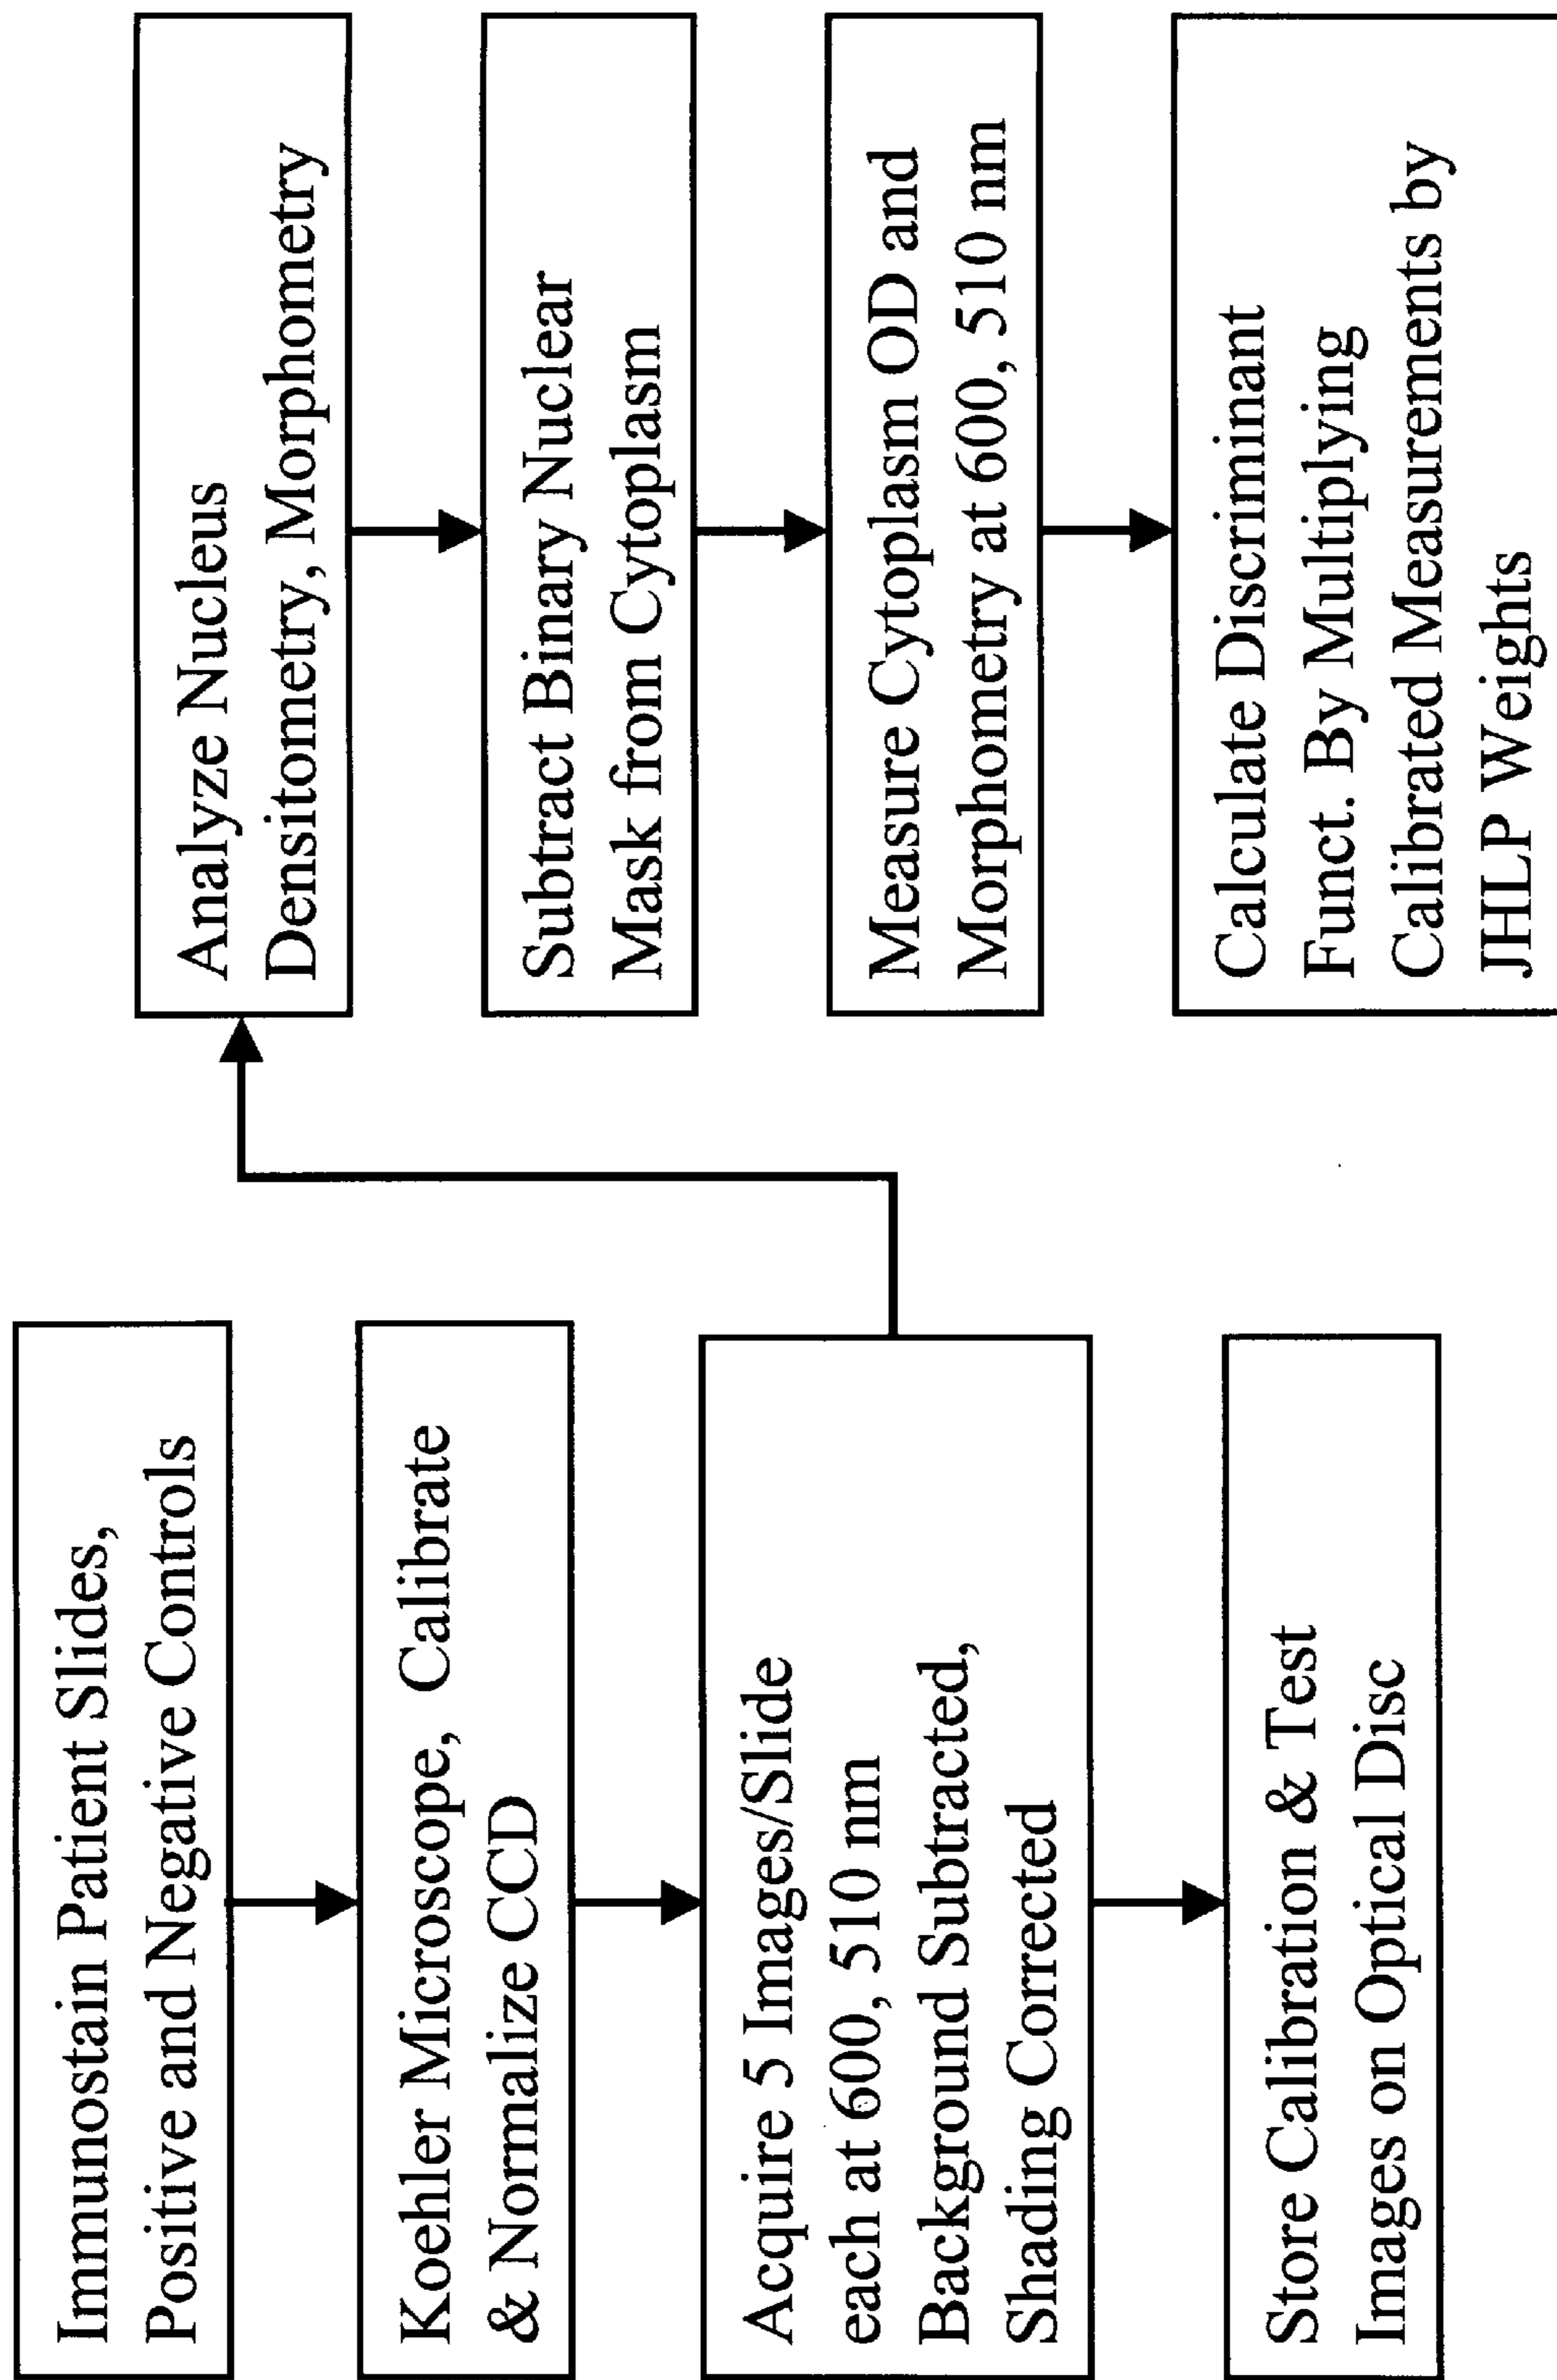 Immunostain Patient Slides,
Positive and Negative Controls
Koehler Microscope, Calibrate
& Normalize CCD
Acquire 5 Images/Slide
each at 600, 510 nm
Background Subtracted,
Shading Corrected
Store Calibration & Test
Images on Optical Disc
Analyze Nucleus
Densitometry, Morphometry
Subtract Binary Nuclear
Mask from Cytoplasm
Measure Cytoplasm OD and
Morphometry at 600, 510 nm
Calculate Discriminant
Funct. By Multiplying
Calibrated Measurements by
JHLP Weights